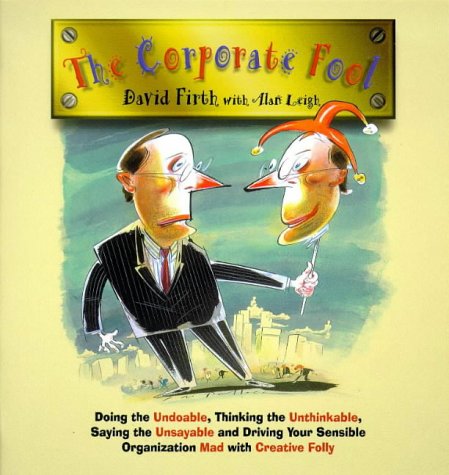 The Corporate Fool
David Firth with Alan Leigh
Doing the Undoable, Thinking the Unthinkable,
Saying the Unsayable and Driving Your Sensible
Organization Mad with Creative Folly